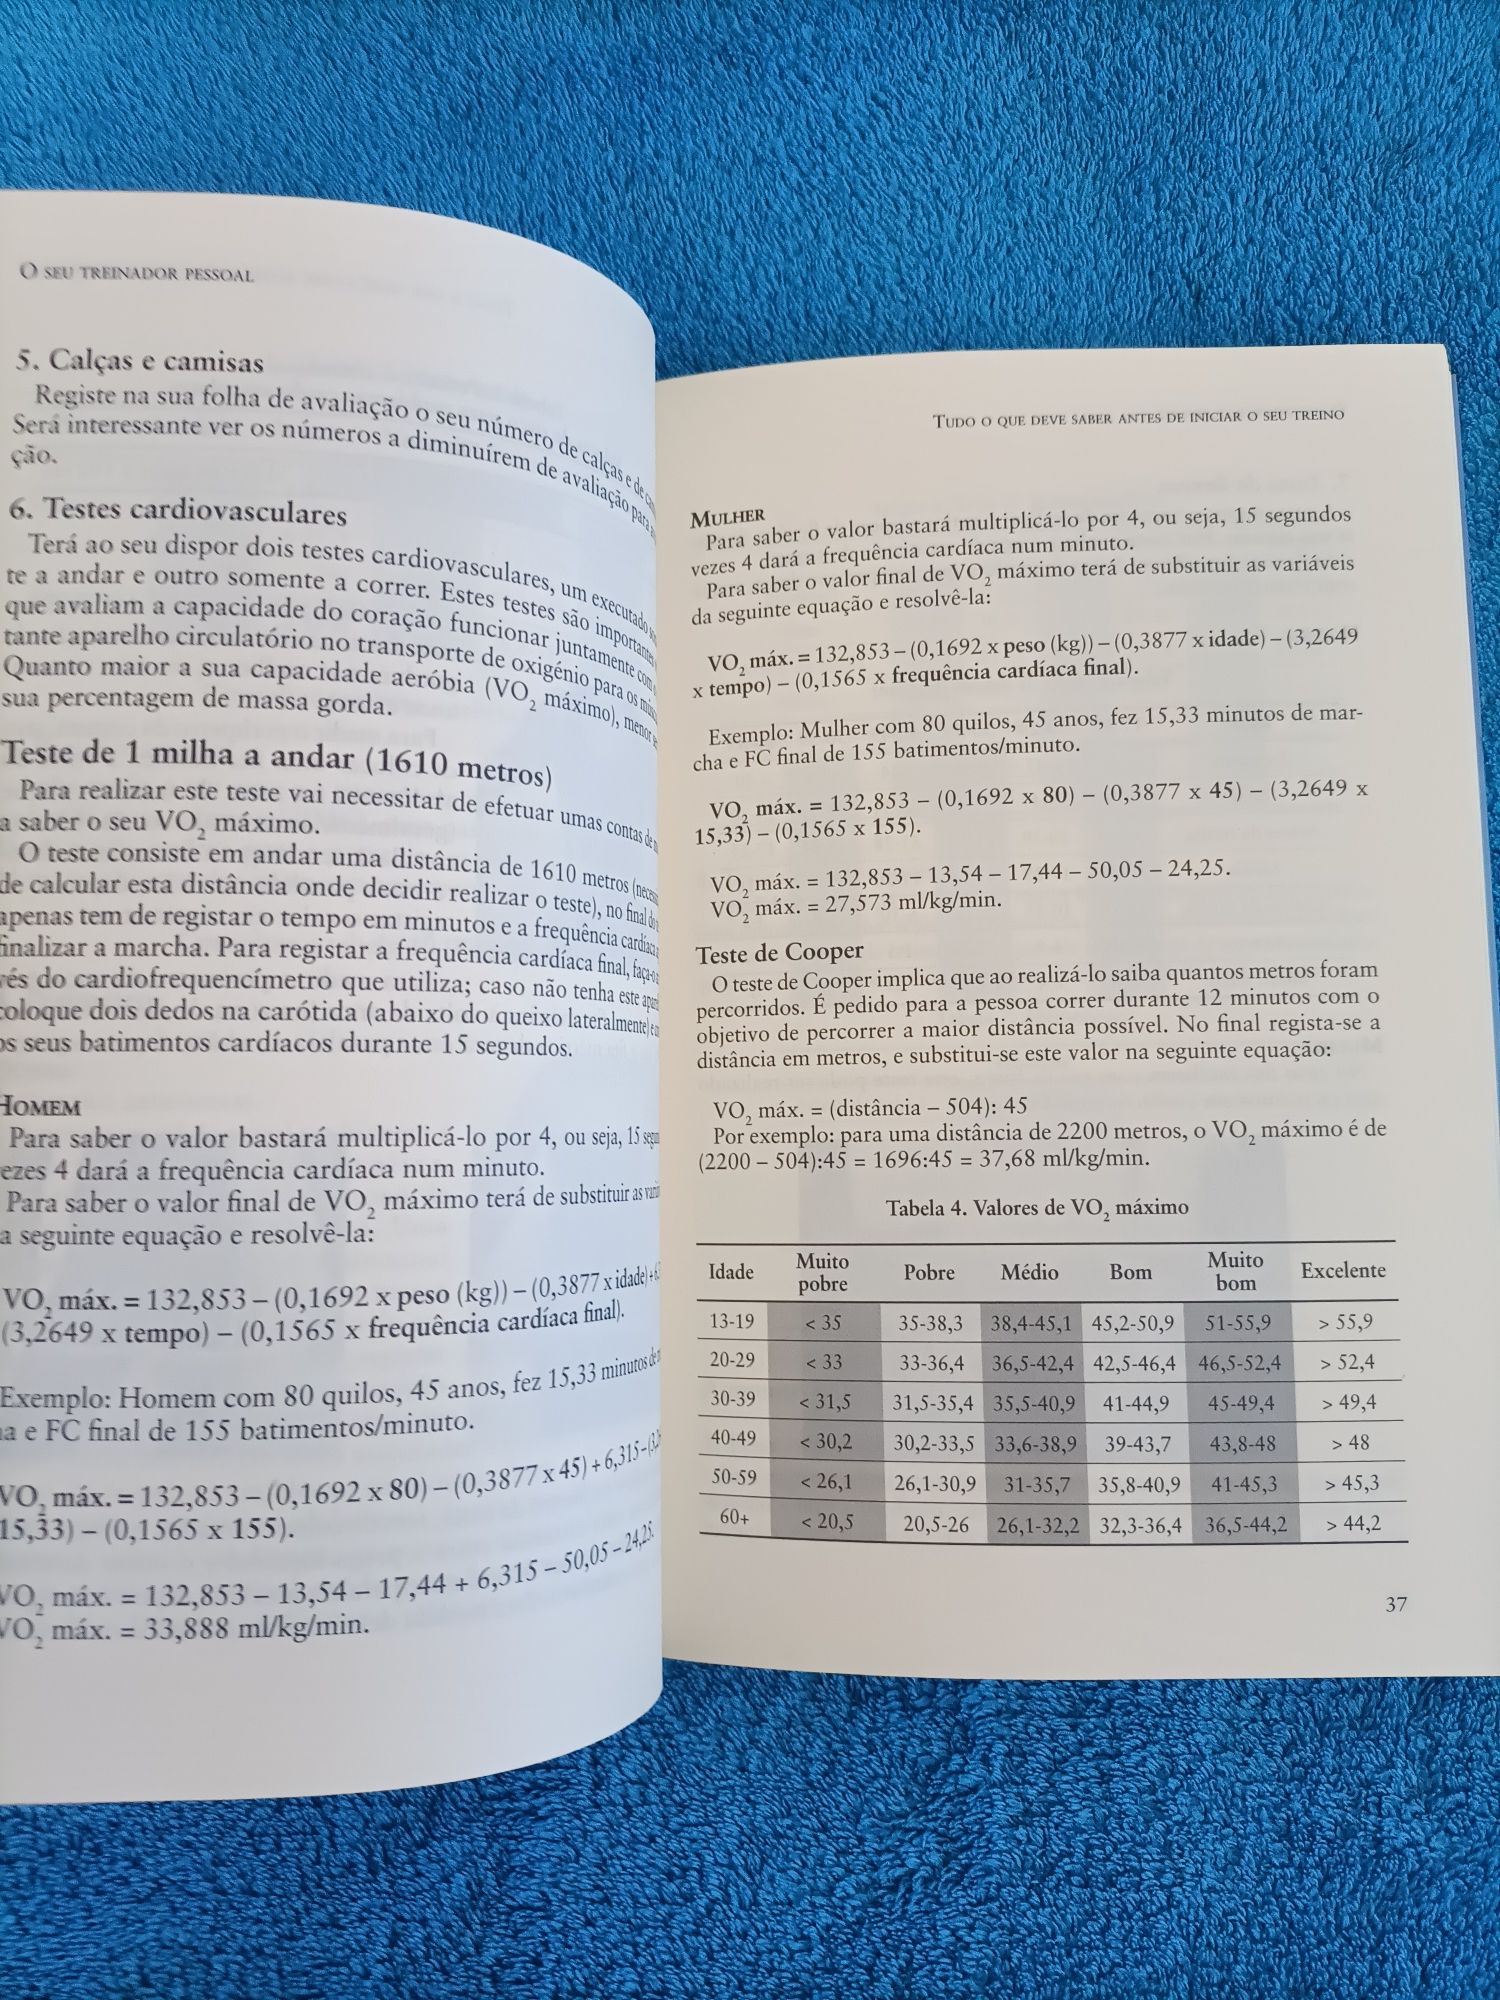 O SEU TREINADOR PESSOAL
5. Calças e camisas
Registe na sua folha de avaliação o seu número de calças e de
Será interessante ver os números a diminuírem de avaliação para
ção.
6. Testes cardiovasculares
Terá ao seu dispor dois testes cardiovasculares, um executado
te a andar e outro somente a correr. Estes testes são importantes
que avaliam a capacidade do coração funcionar juntamente com
tante aparelho circulatório no transporte de oxigénio para os
Quanto maior a sua capacidade aeróbia (VO₂ máximo), menor
sua percentagem de massa gorda.
Teste de 1 milha a andar (1610 metros)
Para realizar este teste vai necessitar de efetuar umas contas de
a saber o seu VO₂ máximo.
O teste consiste em andar uma distância de 1610 metros
de calcular esta distância onde decidir realizar o teste), no final do
apenas tem de registar o tempo em minutos e a frequência cardíaca
finalizar a marcha. Para registar a frequência cardíaca final, faça-o
vés do cardiofrequencímetro que utiliza; caso não tenha este
coloque dois dedos na carótida (abaixo do queixo lateralmente) e
os seus batimentos cardíacos durante 15 segundos.
HOMEM
Para saber o valor bastará multiplicá-lo por 4, ou seja, 15
ezes 4 dará a frequência cardíaca num minuto.
Para saber o valor final de VO₂ máximo terá de substituir as
a seguinte equação e resolvê-la:
VO₂ máx. = 132,853 – (0,1692 x peso (kg)) – (0,3877 x idade) +
(3,2649 x tempo) – (0,1565 x frequência cardíaca final).
Exemplo: Homem com 80 quilos, 45 anos, fez 15,33 minutos de
a e FC final de 155 batimentos/minuto.
VO₂ máx. = 132,853 – (0,1692 x 80) – (0,3877 x 45) + 6,315 –
15,33) – (0,1565 x 155).
VO₂ máx. = 132,853 – 13,54 – 17,44 + 6,315 – 50,05 – 24,25.
VO₂ máx. = 33,888 ml/kg/min.
TUDO O QUE DEVE SABER ANTES DE INICIAR O SEU TREINO
MULHER
Para saber o valor bastará multiplicá-lo por 4, ou seja, 15 segundos
vezes 4 dará a frequência cardíaca num minuto.
Para saber o valor final de VO₂ máximo terá de substituir as variáveis
da seguinte equação e resolvê-la:
VO₂ máx. = 132,853 – (0,1692 x peso (kg)) – (0,3877 x idade) – (3,2649
x tempo) – (0,1565 x frequência cardíaca final).
Exemplo: Mulher com 80 quilos, 45 anos, fez 15,33 minutos de mar-
cha e FC final de 155 batimentos/minuto.
VO₂ máx. = 132,853 – (0,1692 x 80) – (0,3877 x 45) – (3,2649 x
15,33) – (0,1565 x 155).
VO₂ máx. = 132,853 – 13,54 – 17,44 – 50,05 – 24,25.
VO₂ máx. = 27,573 ml/kg/min.
Teste de Cooper
O teste de Cooper implica que ao realizá-lo saiba quantos metros foram
percorridos. É pedido para a pessoa correr durante 12 minutos com o
objetivo de percorrer a maior distância possível. No final regista-se a
distância em metros, e substitui-se este valor na seguinte equação:
VO₂ máx. = (distância – 504): 45
Por exemplo: para uma distância de 2200 metros, o VO₂ máximo é de
(2200 – 504):45 = 1696:45 = 37,68 ml/kg/min.
Tabela 4. Valores de VO₂ máximo
Idade Muito pobre Pobre Médio Bom Muito bom Excelente
13-19 < 35 35-38,3 38,4-45,1 45,2-50,9 51-55,9 > 55,9
20-29 < 33 33-36,4 36,5-42,4 42,5-46,4 46,5-52,4 > 52,4
30-39 < 31,5 31,5-35,4 35,5-40,9 41-44,9 45-49,4 > 49,4
40-49 < 30,2 30,2-33,5 33,6-38,9 39-43,7 43,8-48 > 48
50-59 < 26,1 26,1-30,9 31-35,7 35,8-40,9 41-45,3 > 45,3
60+ < 20,5 20,5-26 26,1-32,2 32,3-36,4 36,5-44,2 > 44,2
37